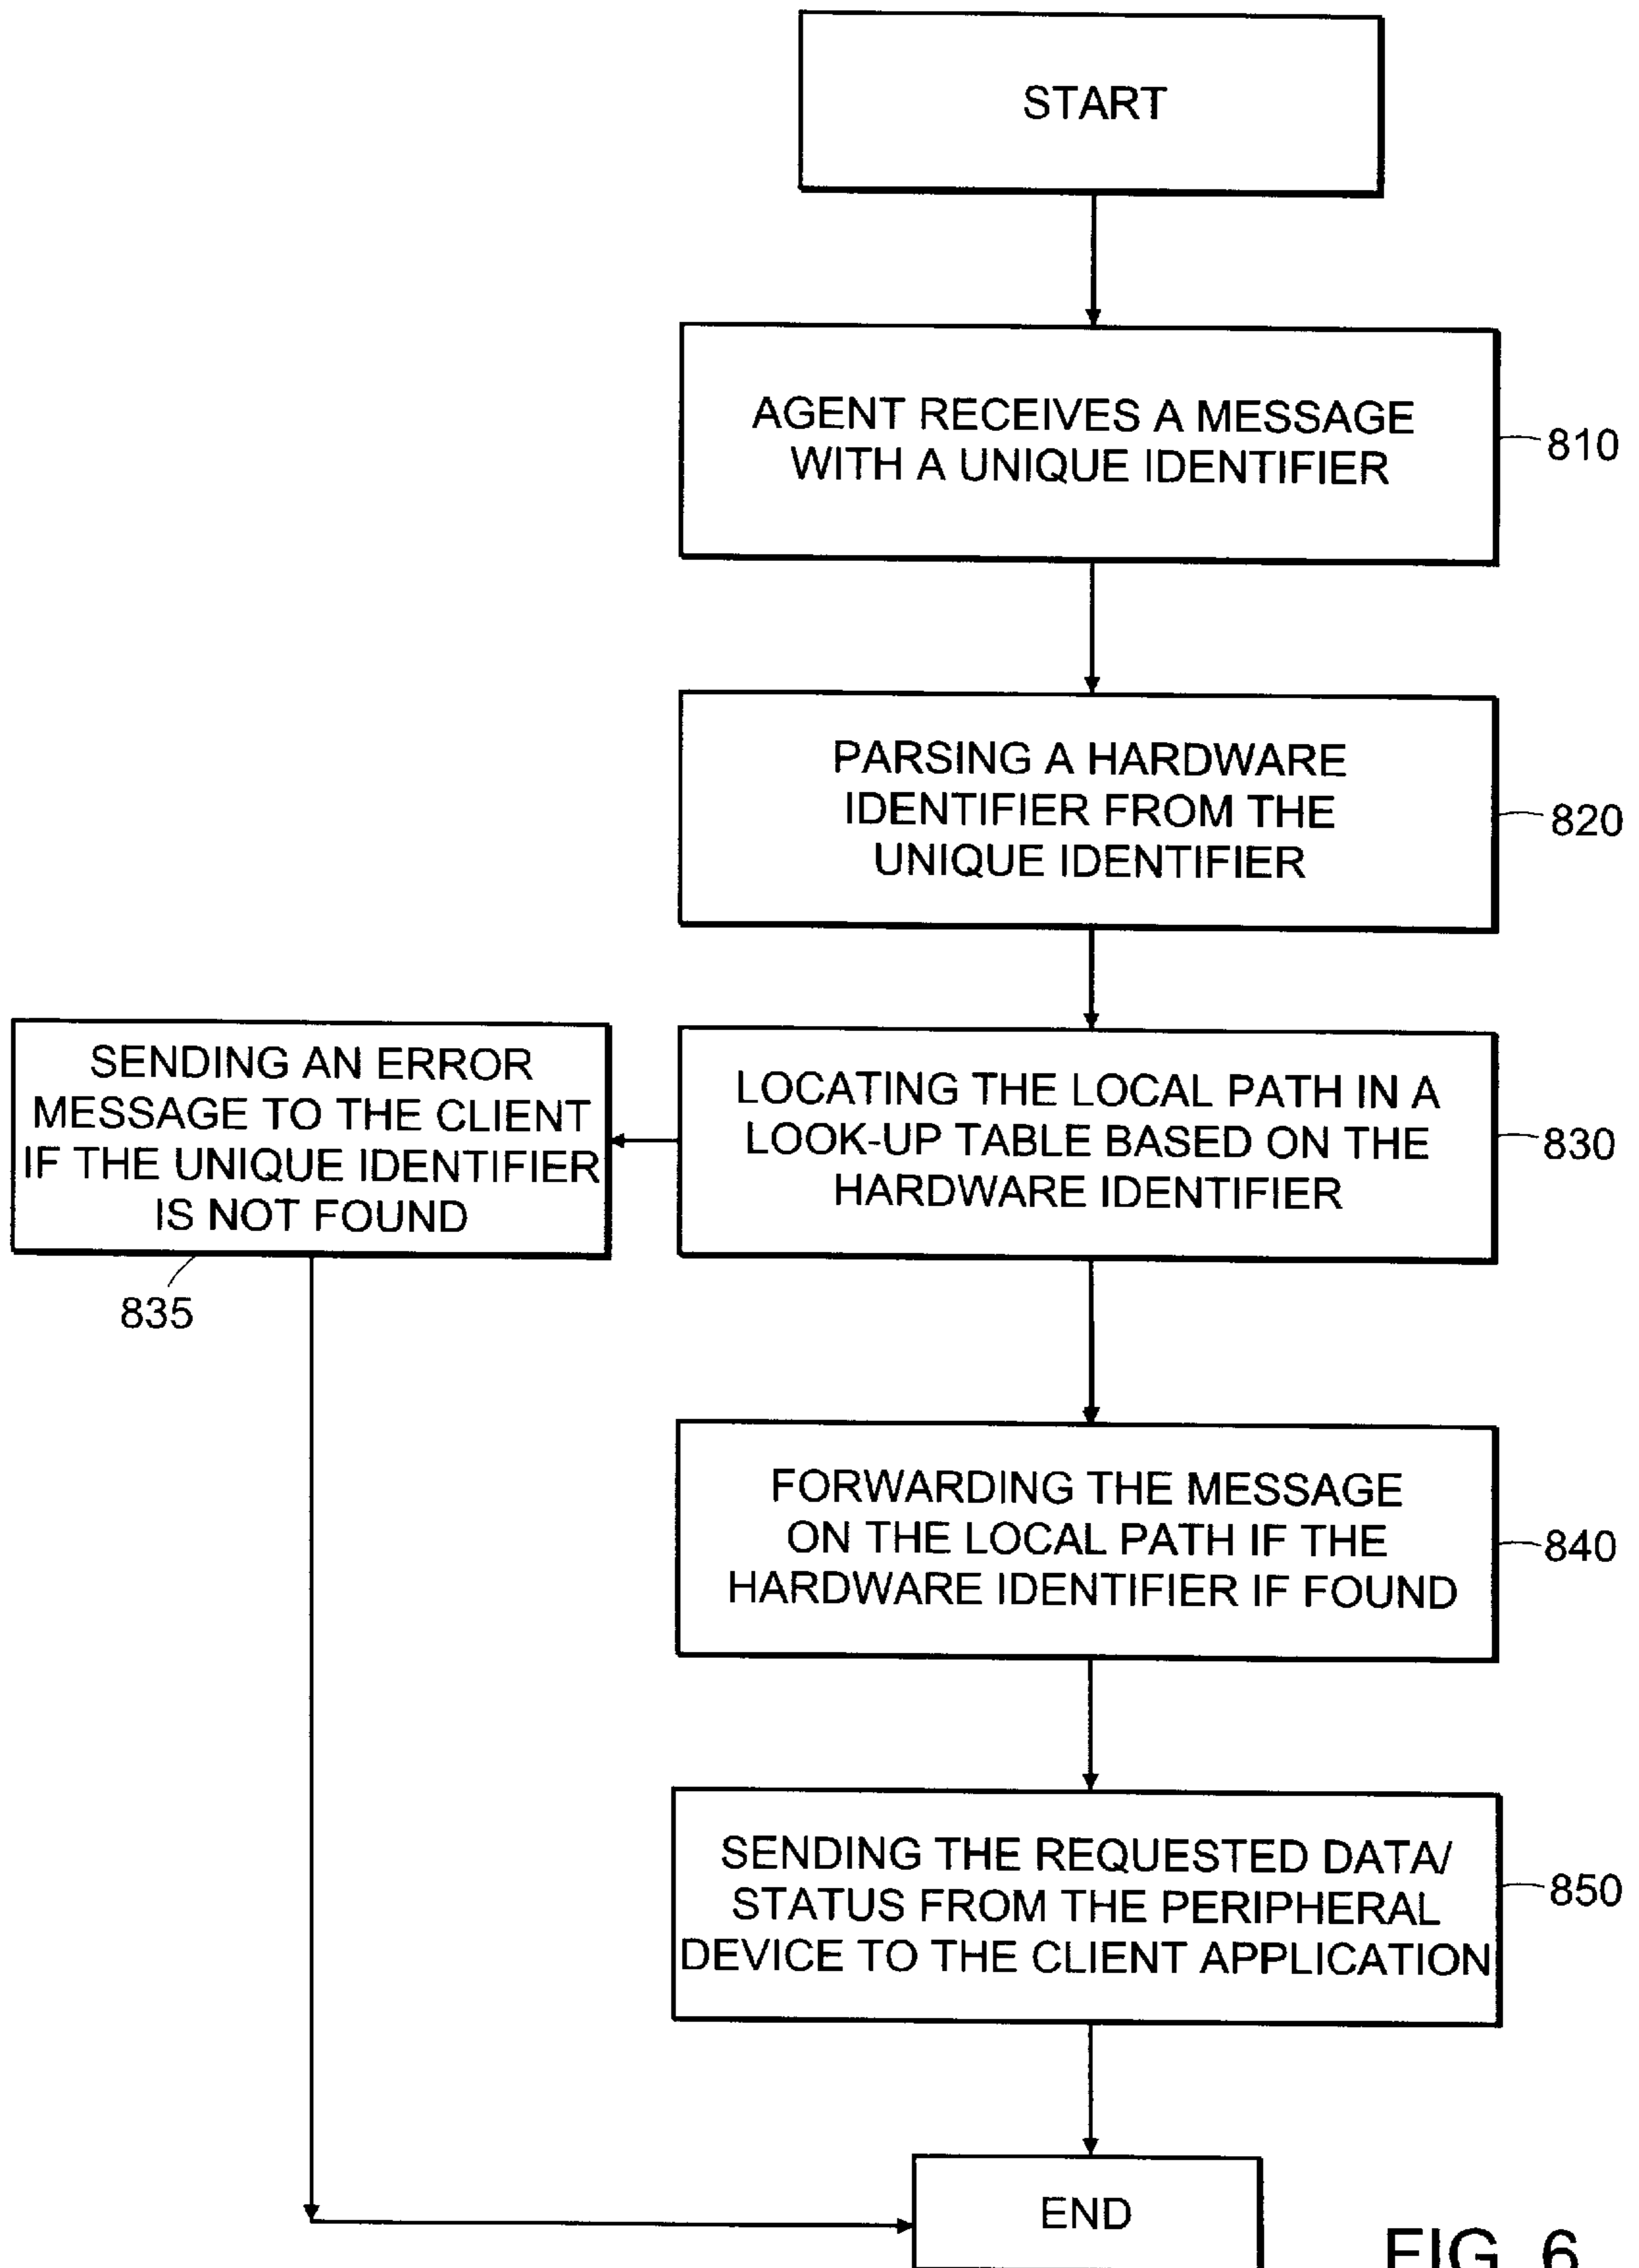 START
AGENT RECEIVES A MESSAGE
WITH A UNIQUE IDENTIFIER
810
PARSING A HARDWARE
IDENTIFIER FROM THE
UNIQUE IDENTIFIER
820
SENDING AN ERROR
MESSAGE TO THE CLIENT
IF THE UNIQUE IDENTIFIER
IS NOT FOUND
835
LOCATING THE LOCAL PATH IN A
LOOK-UP TABLE BASED ON THE
HARDWARE IDENTIFIER
830
FORWARDING THE MESSAGE
ON THE LOCAL PATH IF THE
HARDWARE IDENTIFIER IF FOUND
840
SENDING THE REQUESTED DATA/
STATUS FROM THE PERIPHERAL
DEVICE TO THE CLIENT APPLICATION
850
END
FIG. 6